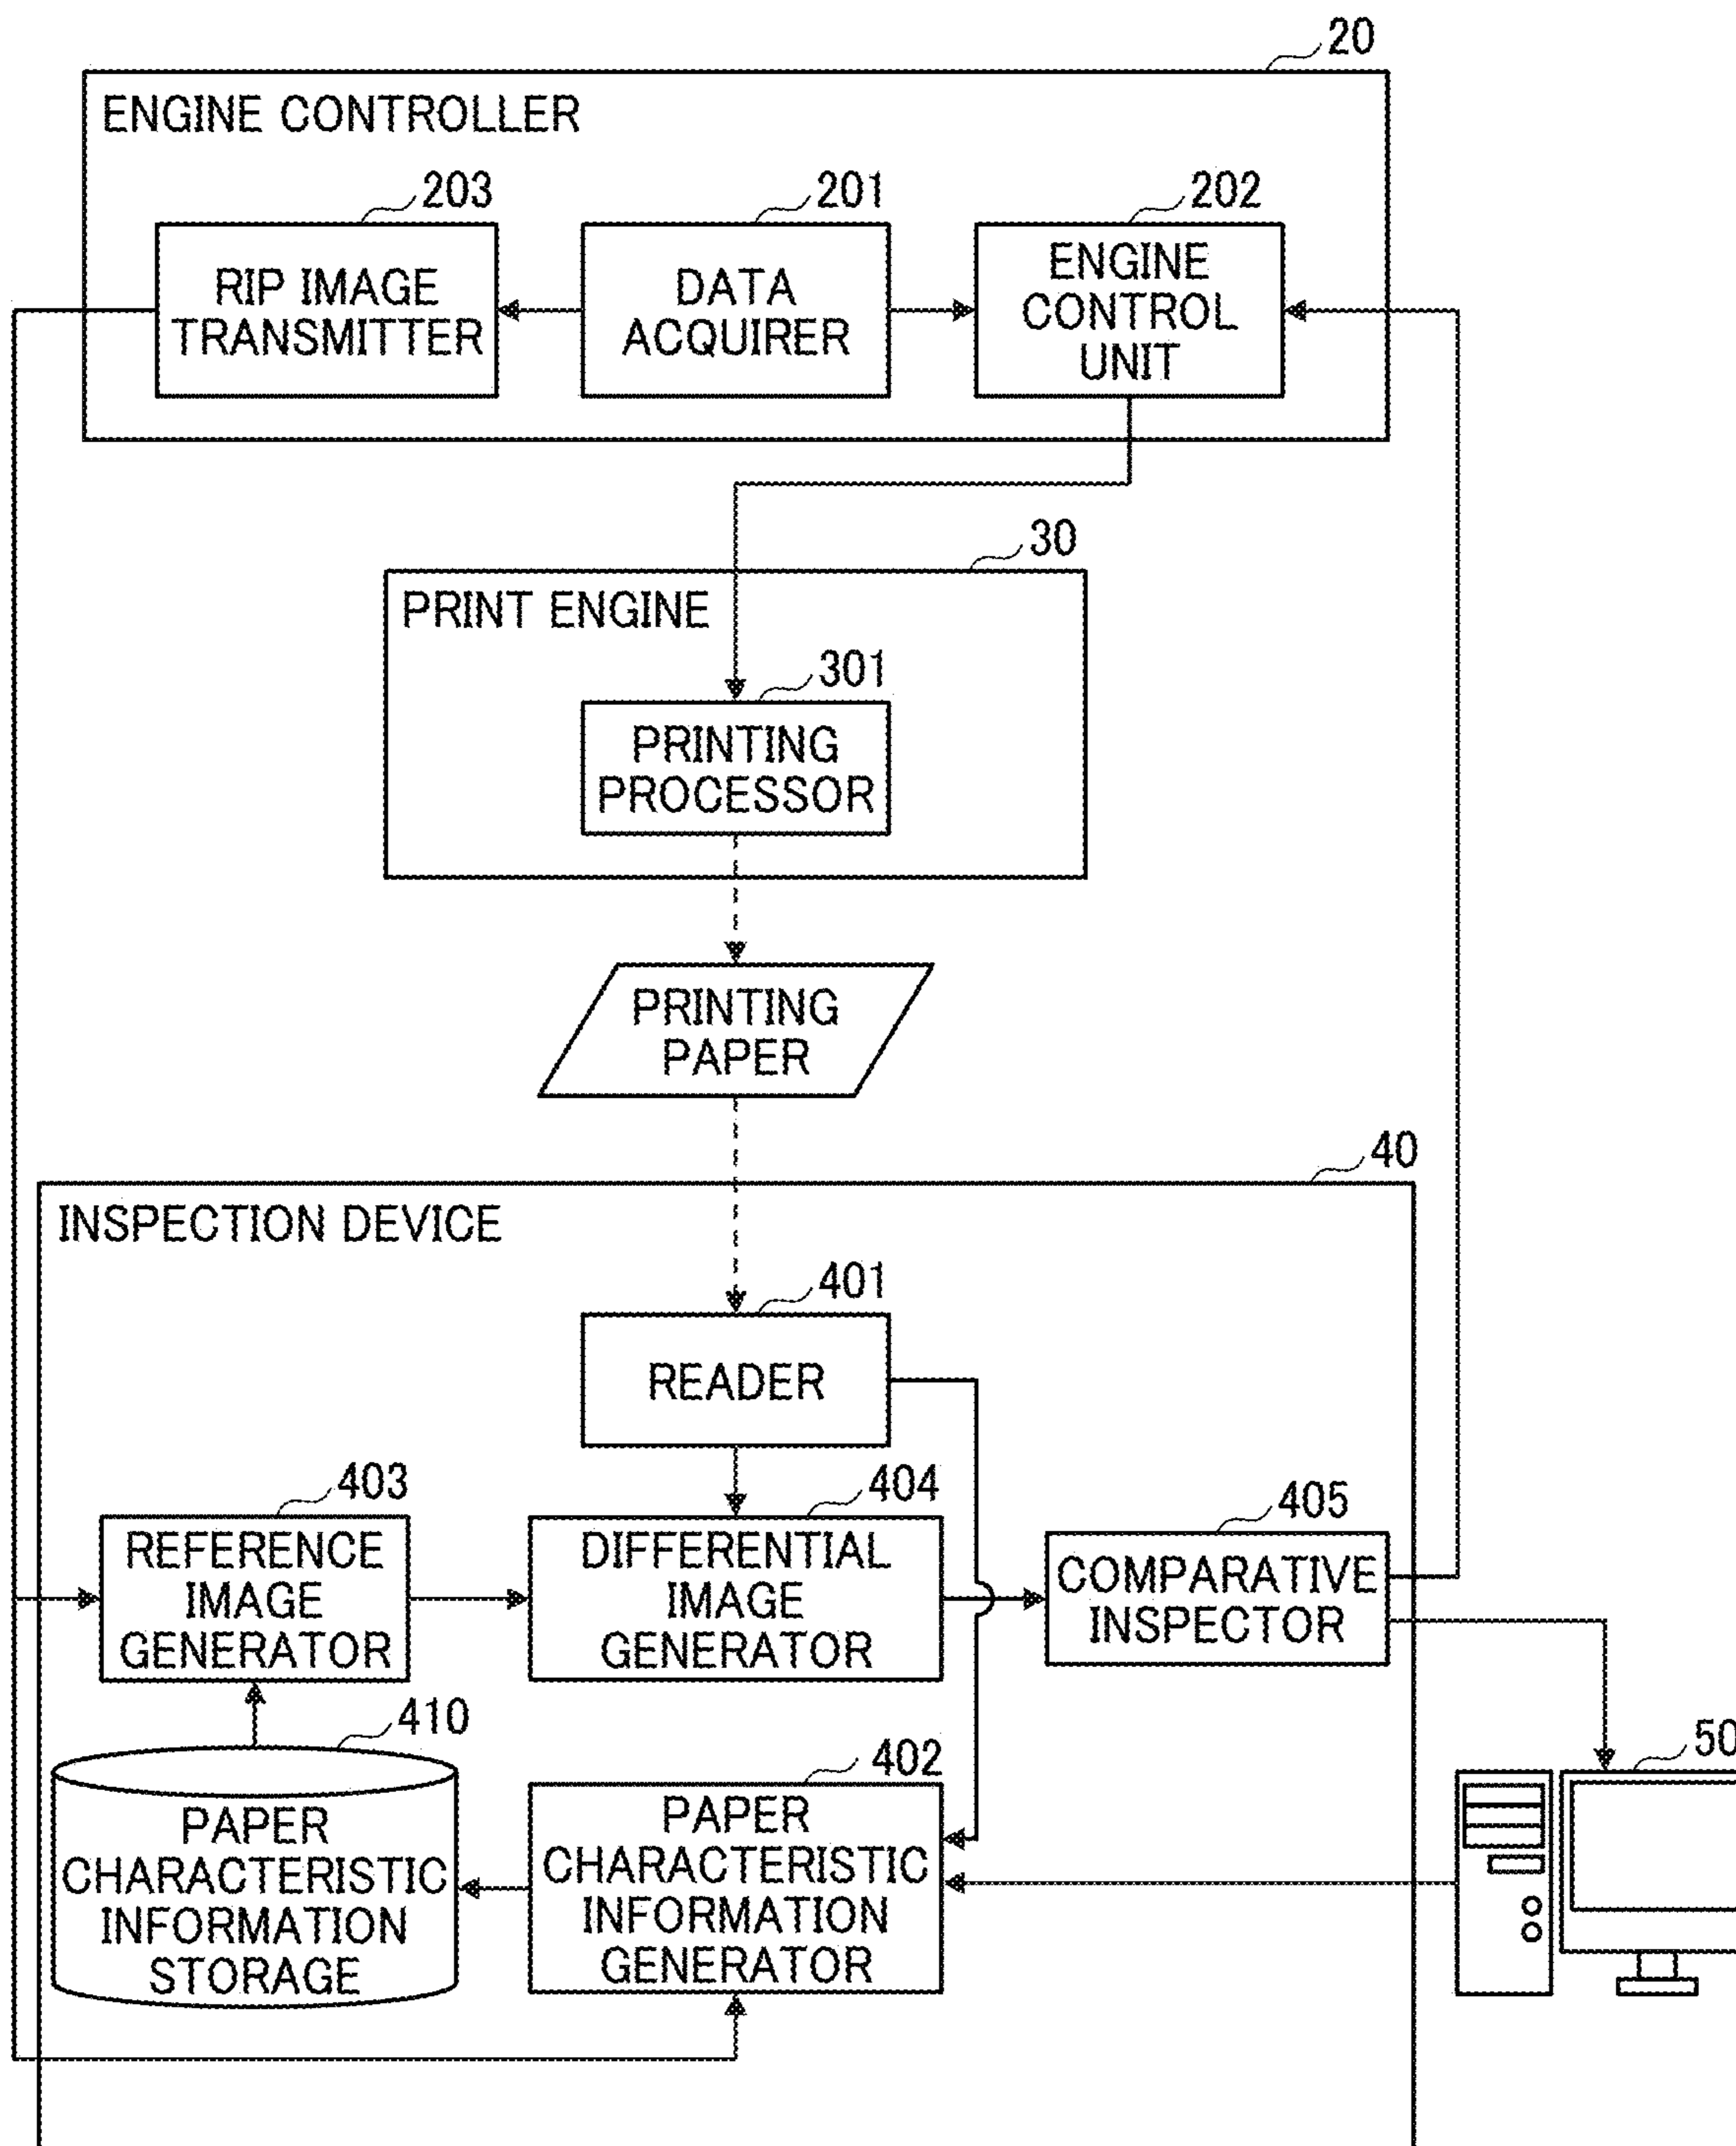 20
ENGINE CONTROLLER
203
201
202
RIP IMAGE
TRANSMITTER
DATA
ACQUIRER
ENGINE
CONTROL
UNIT
30
PRINT ENGINE
301
PRINTING
PROCESSOR
PRINTING
PAPER
40
INSPECTION DEVICE
401
READER
403
404
405
REFERENCE
IMAGE
GENERATOR
DIFFERENTIAL
IMAGE
GENERATOR
COMPARATIVE
INSPECTOR
410
402
50
PAPER
CHARACTERISTIC
INFORMATION
STORAGE
PAPER
CHARACTERISTIC
INFORMATION
GENERATOR